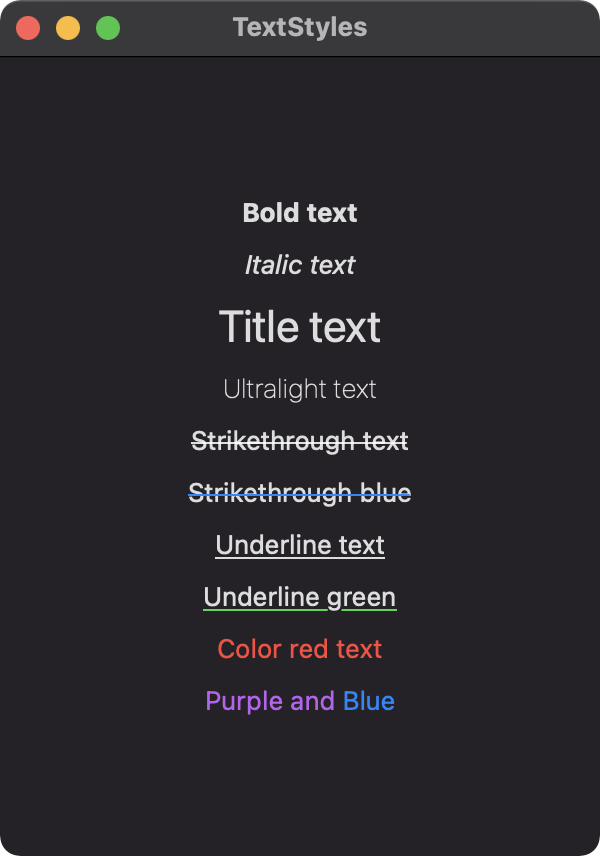 TextStyles
Bold text
Italic text
Title text
Ultralight text
Strikethrough text
Strikethrough blue
Underline text
Underline green
Color red text
Purple and Blue